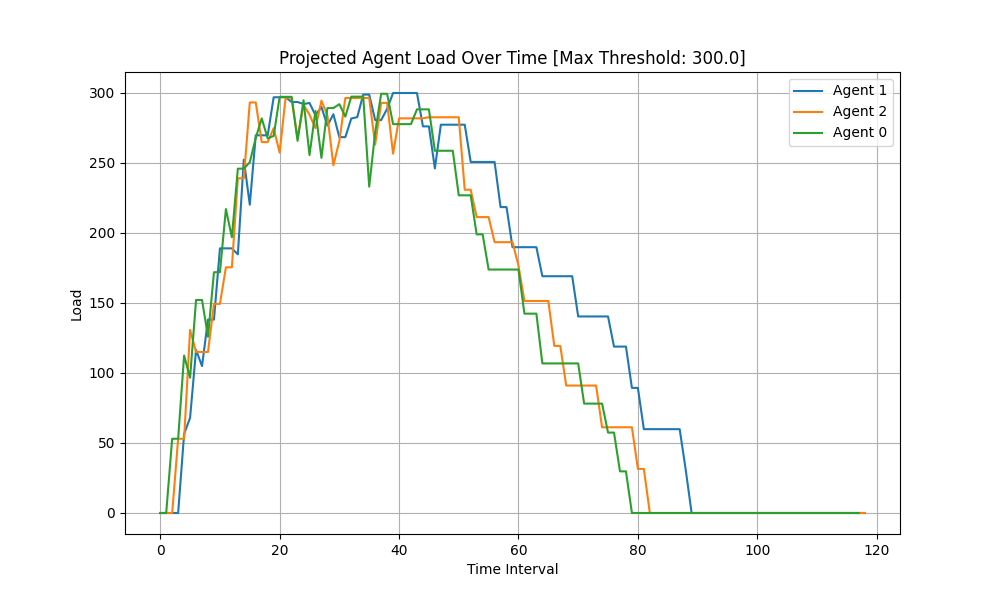 Projected Agent Load Over Time [Max Threshold: 300.0]
Agent 1
Agent 2
Agent 0
Load
300
250
200
150
100
50
0
0 20 40 60 80 100 120
Time Interval